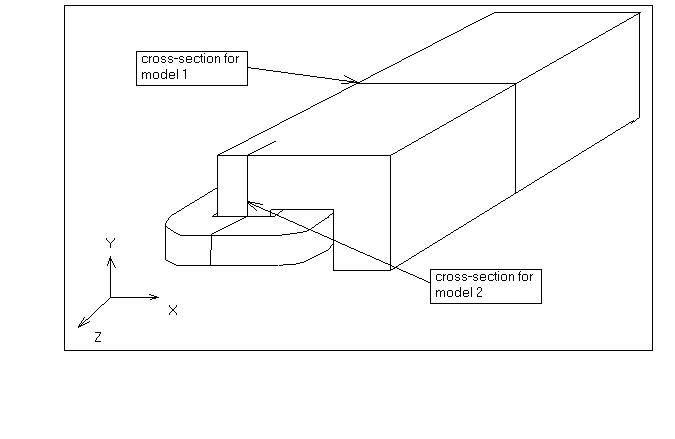 cross-section for
model 1
cross-section for
model 2
Y
X
Z